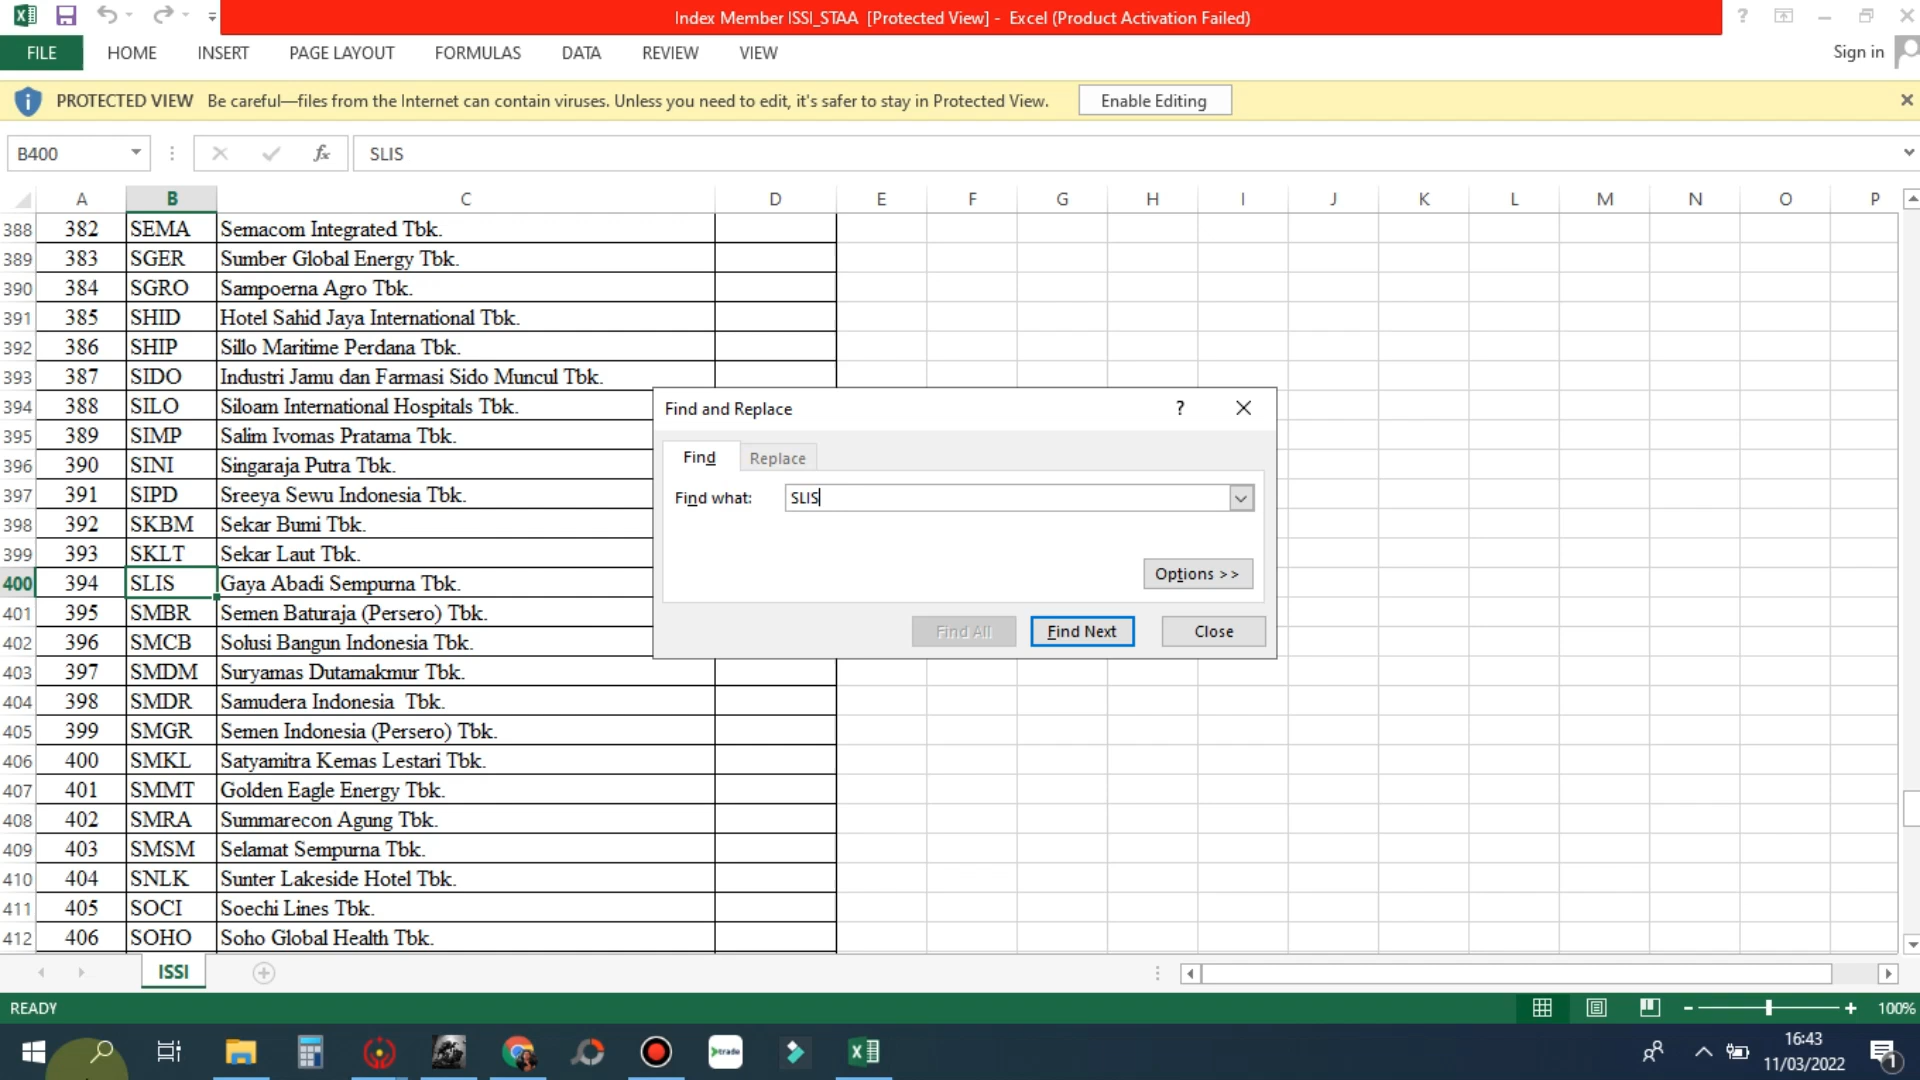 Index Member ISSI_STAA [Protected View] - Excel (Product Activation Failed)
FILE HOME INSERT PAGE LAYOUT FORMULAS DATA REVIEW VIEW Sign in
PROTECTED VIEW Be careful—files from the Internet can contain viruses. Unless you need to edit, it's safer to stay in Protected View. Enable Editing
B400 fx SLIS
A B C D E F G H I J K L M N O P
388 382 SEMA Semacom Integrated Tbk.
389 383 SGER Sumber Global Energy Tbk.
390 384 SGRO Sampoerna Agro Tbk.
391 385 SHID Hotel Sahid Jaya International Tbk.
392 386 SHIP Sillo Maritime Perdana Tbk.
393 387 SIDO Industri Jamu dan Farmasi Sido Muncul Tbk.
394 388 SILO Siloam International Hospitals Tbk.
395 389 SIMP Salim Ivomas Pratama Tbk.
396 390 SINI Singaraja Putra Tbk.
397 391 SIPD Sreeya Sewu Indonesia Tbk.
398 392 SKBM Sekar Bumi Tbk.
399 393 SKLT Sekar Laut Tbk.
400 394 SLIS Gaya Abadi Sempurna Tbk.
401 395 SMBR Semen Baturaja (Persero) Tbk.
402 396 SMCB Solusi Bangun Indonesia Tbk.
403 397 SMDM Suryamas Dutamakmur Tbk.
404 398 SMDR Samudera Indonesia Tbk.
405 399 SMGR Semen Indonesia (Persero) Tbk.
406 400 SMKL Satyamitra Kemas Lestari Tbk.
407 401 SMMT Golden Eagle Energy Tbk.
408 402 SMRA Summarecon Agung Tbk.
409 403 SMSM Selamat Sempurna Tbk.
410 404 SNLK Sunter Lakeside Hotel Tbk.
411 405 SOCI Soechi Lines Tbk.
412 406 SOHO Soho Global Health Tbk.
Find and Replace ?
Find Replace
Find what: SLIS
Options >>
Find All Find Next Close
ISSI
READY 100%
trade
16:43
11/03/2022
1